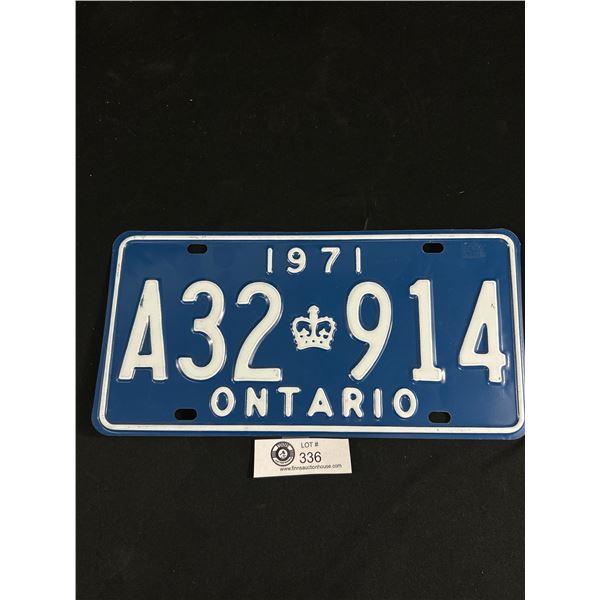 1971
A32 914
ONTARIO
LOT #
336
www.finnsauctionhouse.com